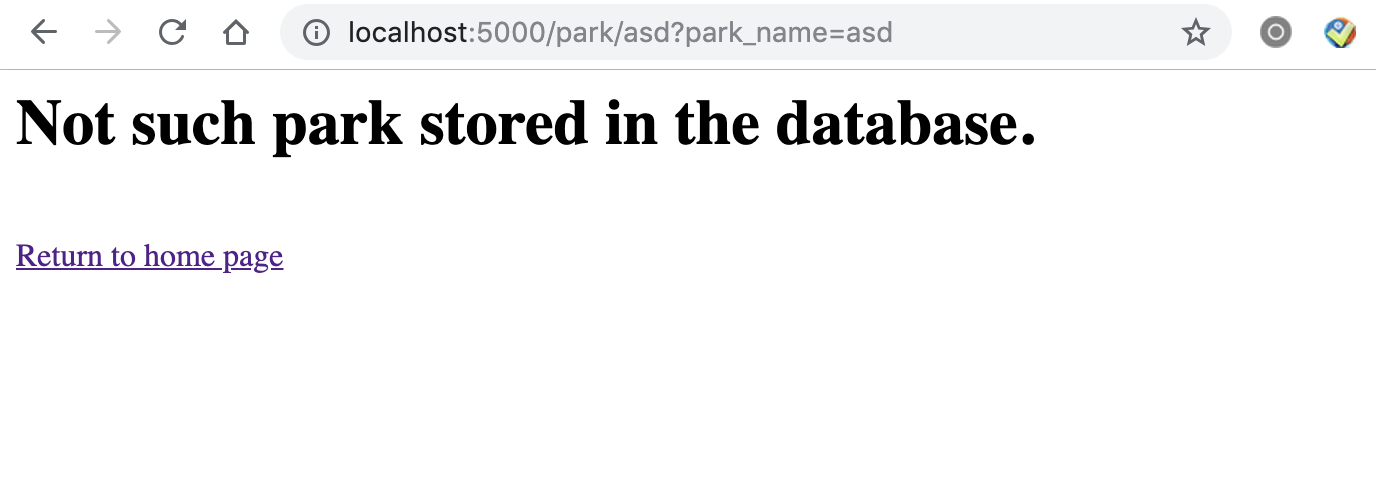 localhost:5000/park/asd?park_name=asd
Not such park stored in the database.
Return to home page